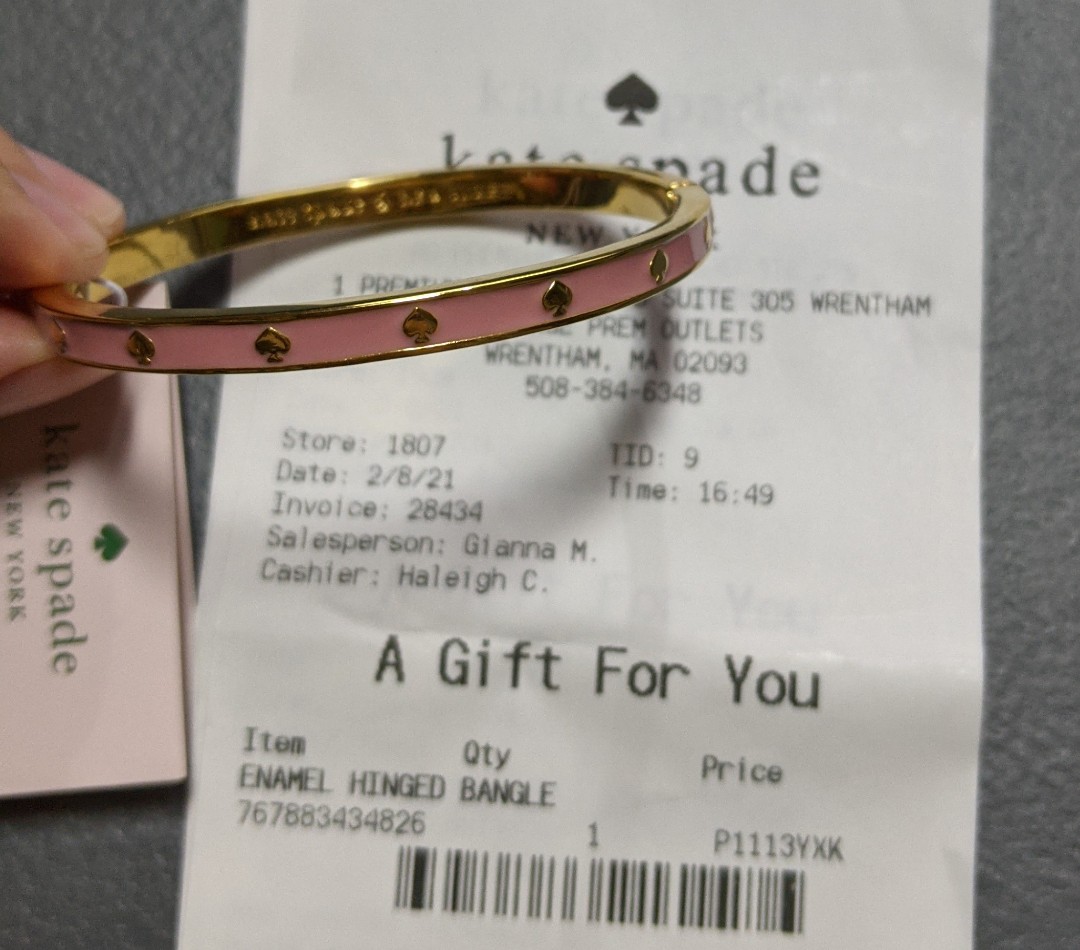 kate spade
NEW YORK
1 PREMIUM SUITE 305 WRENTHAM
PREM OUTLETS
WRENTHAM, MA 02093
508-384-6348
Store: 1807 TID: 9
Date: 2/8/21 Time: 16:49
Invoice: 28434
Salesperson: Gianna M.
Cashier: Haleigh C.
A Gift For You
Item Qty Price
ENAMEL HINGED BANGLE
767883434826 1 P1113YXK
kate spade
NEW YORK